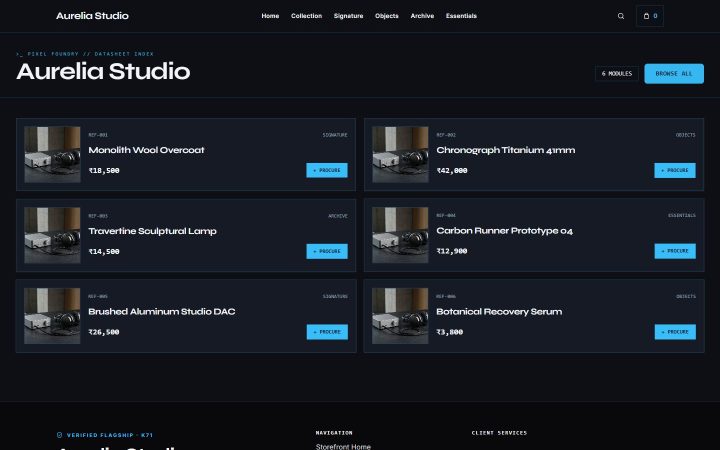 Aurelia Studio
Home Collection Signature Objects Archive Essentials
0
>_ PIXEL FOUNDRY // DATASET INDEX
Aurelia Studio
6 MODULES
BROWSE ALL
REF-001 SIGNATURE
Monolith Wool Overcoat
₹18,500
+ PROCURE
REF-002 OBJECTS
Chronograph Titanium 41mm
₹42,000
+ PROCURE
REF-003 ARCHIVE
Travertine Sculptural Lamp
₹14,500
+ PROCURE
REF-004 ESSENTIALS
Carbon Runner Prototype 04
₹12,900
+ PROCURE
REF-005 SIGNATURE
Brushed Aluminum Studio DAC
₹26,500
+ PROCURE
REF-006 OBJECTS
Botanical Recovery Serum
₹3,800
+ PROCURE
VERIFIED FLAGSHIP · K71
Aurelia Studio
NAVIGATION
Storefront Home
CLIENT SERVICES